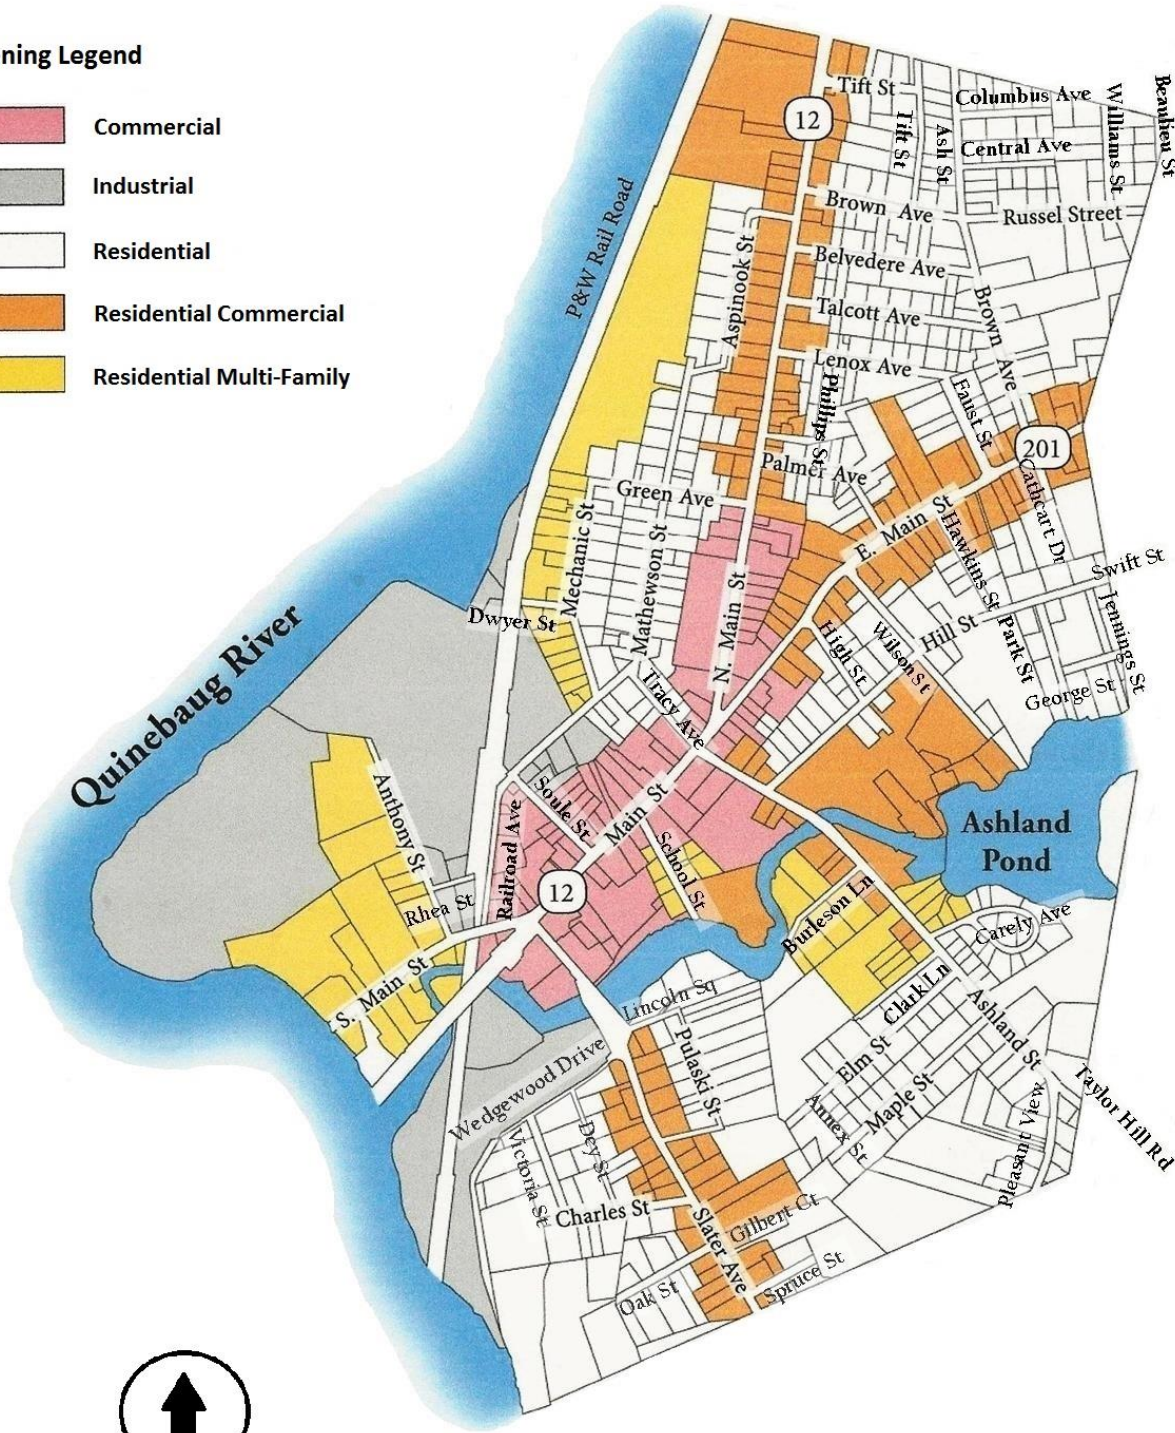 ning Legend
Commercial
Industrial
Residential
Residential Commercial
Residential Multi-Family
Tift St
Columbus Ave
Williams St
Beaulieu St
12
Tift St
Ash St
Central Ave
Brown Ave
Russel Street
P&W Rail Road
Aspinook St
Belvedere Ave
Talcott Ave
Brown Ave
Lenox Ave
Phillips St
Faust St
201
Palmer Ave
Cathcart Dr
Green Ave
Mechanic St
Mathewson St
E. Main St
Hawkins St
Swift St
Dwyer St
N. Main St
High St
Wilson St
Hill St
Park St
Jennings St
George St
Quinebaug River
Tracy Ave
Anthony St
Soule St
Main St
Railroad Ave
School St
Ashland
Pond
12
Rhea St
Burleson Ln
Carely Ave
S. Main St
Lincoln Sq
Clark Ln
Ashland St
Wedgewood Drive
Pulaski St
Elm St
Maple St
Annex St
Pleasant View
Taylor Hill Rd
Victoria St
Dey St
Charles St
Slater Ave
Gilbert Ct
Oak St
Spruce St